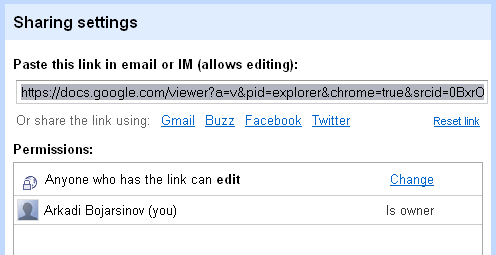 Sharing settings
Paste this link in email or IM (allows editing):
https://docs.google.com/viewer?a=v&pid=explorer&chrome=true&srcid=0BxrO
Or share the link using: Gmail Buzz Facebook Twitter Reset link
Permissions:
Anyone who has the link can edit Change
Arkadi Bojarsinov (you) Is owner